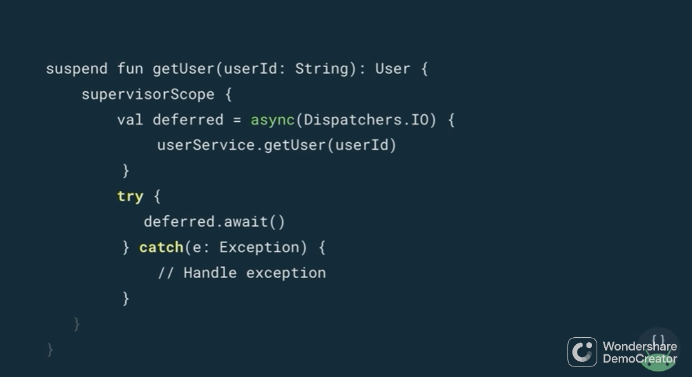 suspend fun getUser(userId: String): User {
supervisorScope {
val deferred = async(Dispatchers.IO) {
userService.getUser(userId)
}
try {
deferred.await()
} catch(e: Exception) {
// Handle exception
}
}
}
{}
Wondershare
DemoCreator